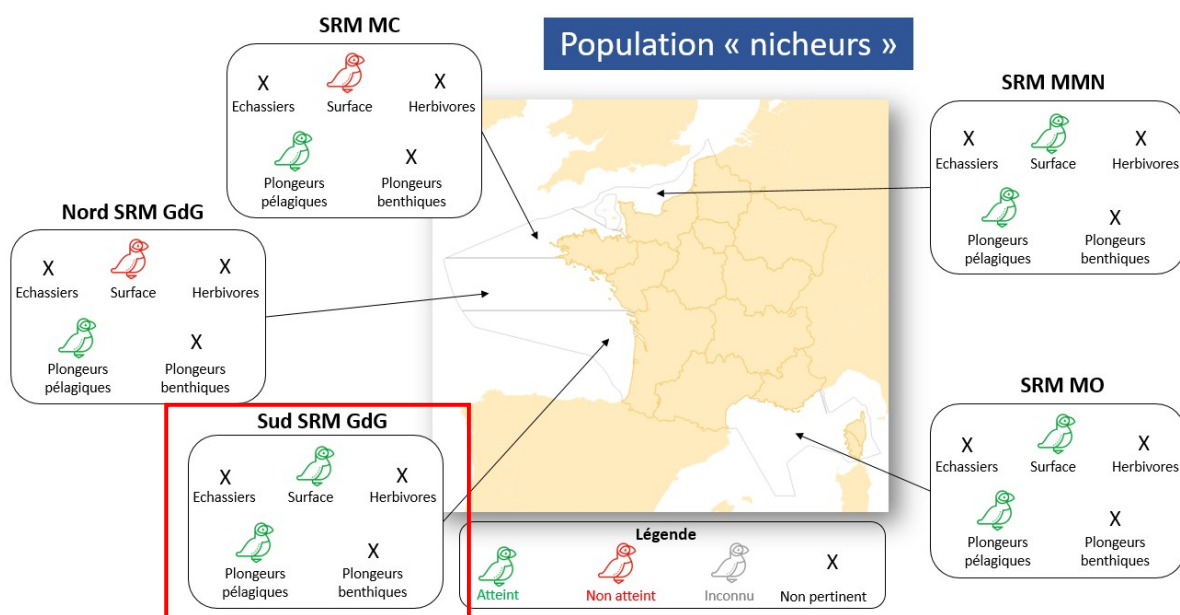 Population « nicheurs »
SRM MC
X X
Echassiers Surface Herbivores
X
Plongeurs
pélagiques
Plongeurs
benthiques
SRM MMN
X X
Echassiers Surface Herbivores
X
Plongeurs
pélagiques
Plongeurs
benthiques
Nord SRM GdG
X X
Echassiers Surface Herbivores
X
Plongeurs
pélagiques
Plongeurs
benthiques
Sud SRM GdG
X X
Echassiers Surface Herbivores
X
Plongeurs
pélagiques
Plongeurs
benthiques
SRM MO
X X
Echassiers Surface Herbivores
X
Plongeurs
pélagiques
Plongeurs
benthiques
Légende
X
Atteint Non atteint Inconnu Non pertinent